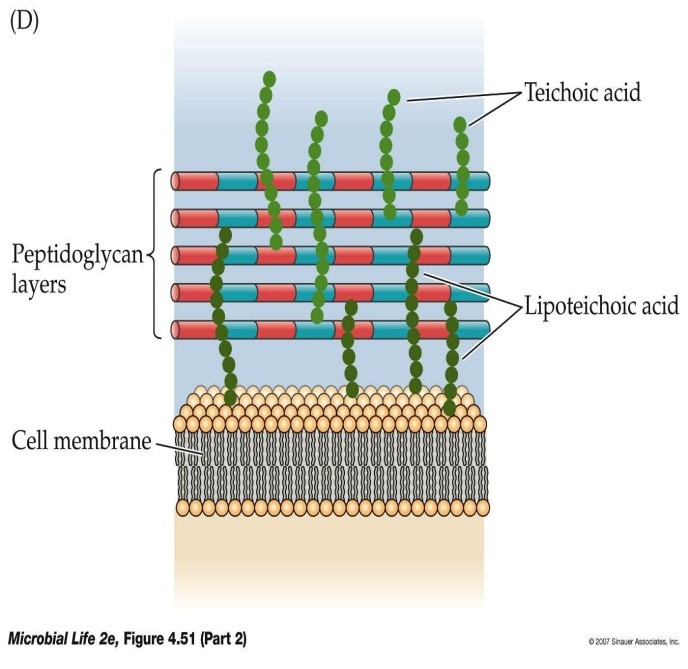 (D)
Teichoic acid
Peptidoglycan
layers
Lipoteichoic acid
Cell membrane
Microbial Life 2e, Figure 4.51 (Part 2)
© 2007 Sinauer Associates, Inc.